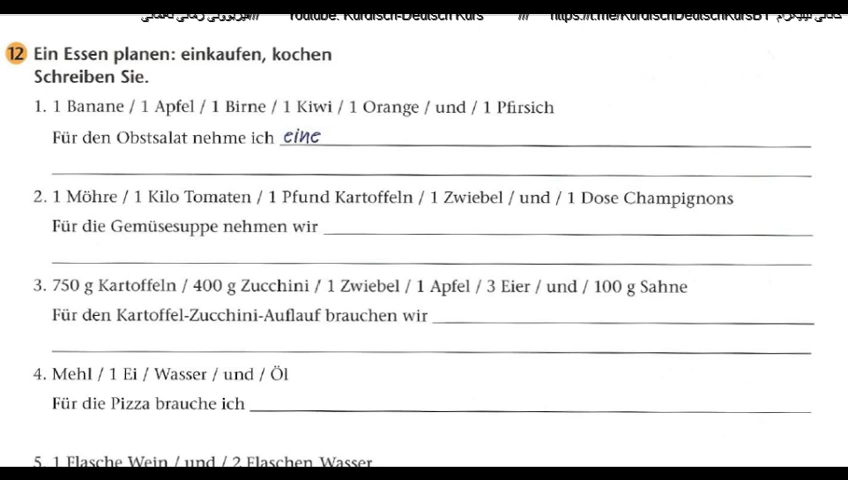 Youtube: Kurdisch-Deutsch Kurs /// https://t.me/KurdischDeutschKursB1
12 Ein Essen planen: einkaufen, kochen
Schreiben Sie.
1. 1 Banane / 1 Apfel / 1 Birne / 1 Kiwi / 1 Orange / und / 1 Pfirsich
Für den Obstsalat nehme ich eine
2. 1 Möhre / 1 Kilo Tomaten / 1 Pfund Kartoffeln / 1 Zwiebel / und / 1 Dose Champignons
Für die Gemüsesuppe nehmen wir
3. 750 g Kartoffeln / 400 g Zucchini / 1 Zwiebel / 1 Apfel / 3 Eier / und / 100 g Sahne
Für den Kartoffel-Zucchini-Auflauf brauchen wir
4. Mehl / 1 Ei / Wasser / und / Öl
Für die Pizza brauche ich
5. 1 Flasche Wein / und / 2 Flaschen Wasser